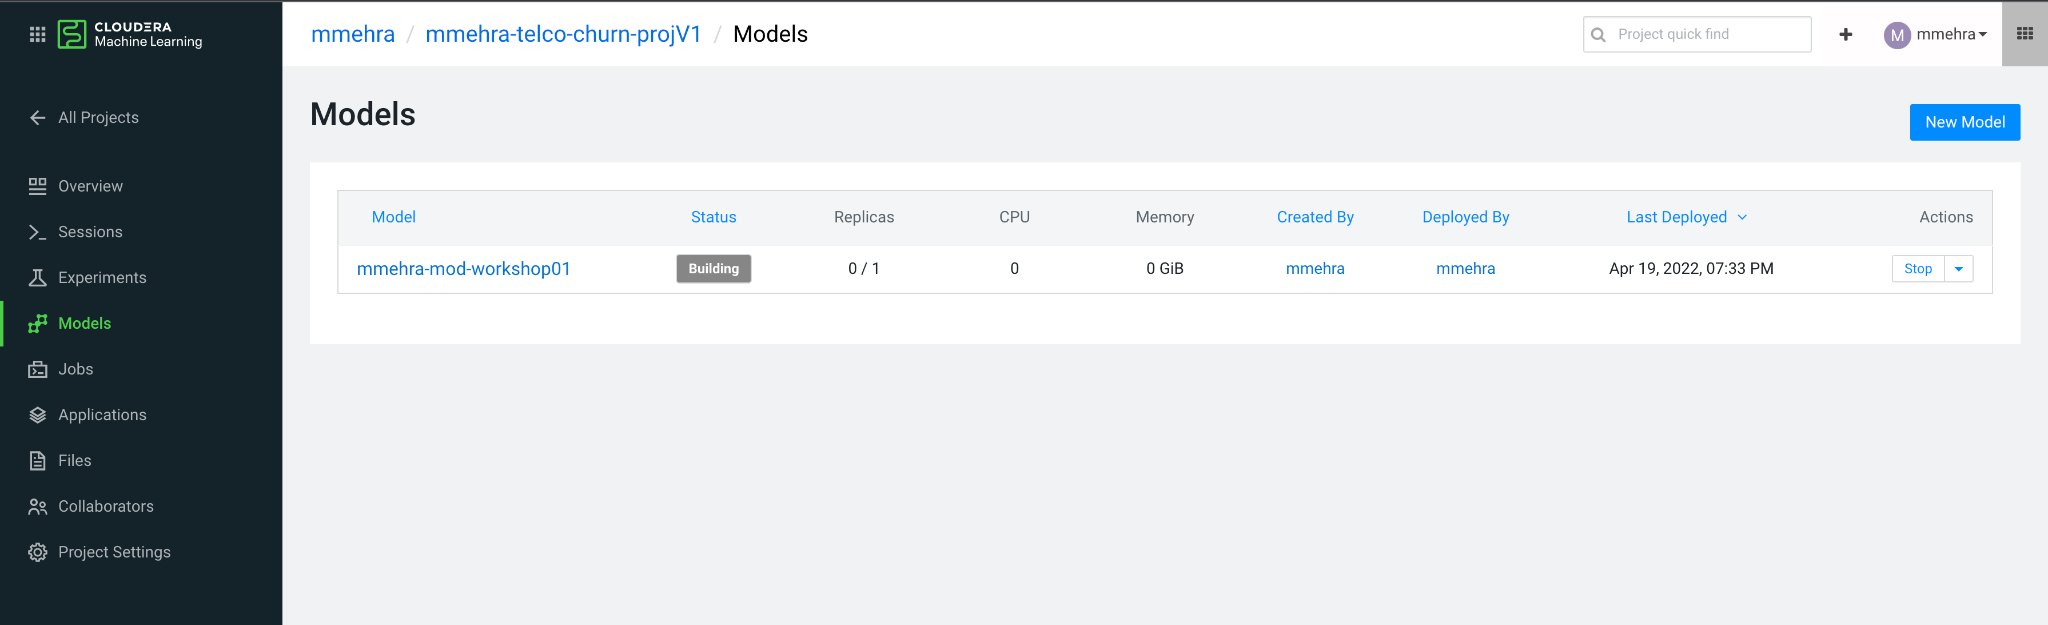 CLOUDERA
Machine Learning
mmehra / mmehra-telco-churn-projV1 / Models
Project quick find
M mmehra
All Projects
Overview
Sessions
Experiments
Models
Jobs
Applications
Files
Collaborators
Project Settings
Models
New Model
Model Status Replicas CPU Memory Created By Deployed By Last Deployed Actions
mmehra-mod-workshop01 Building 0 / 1 0 0 GiB mmehra mmehra Apr 19, 2022, 07:33 PM Stop